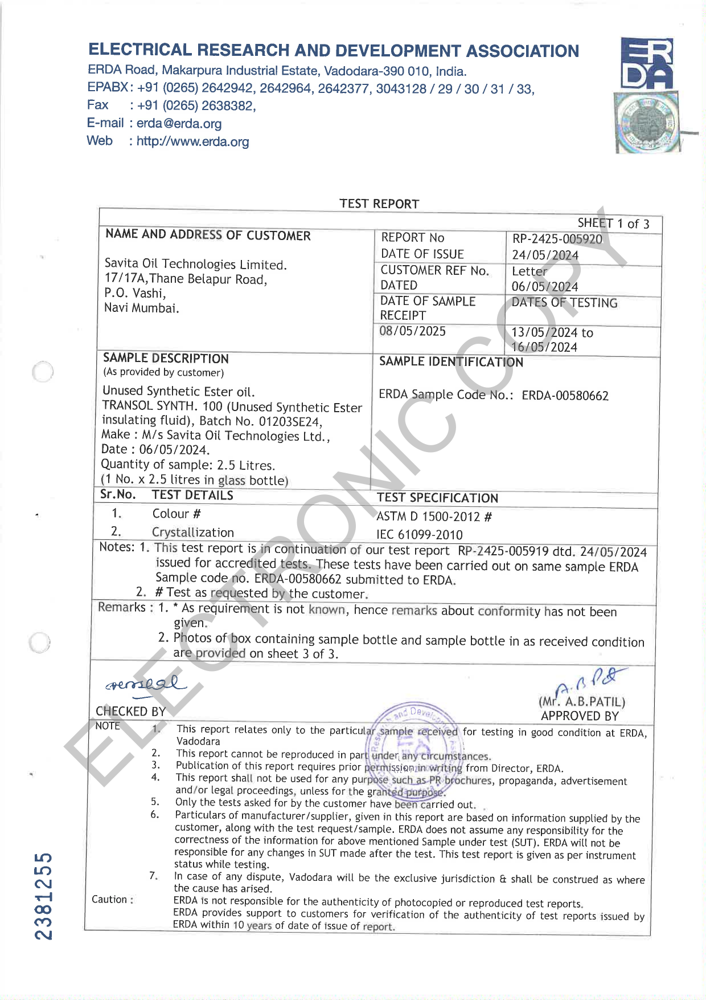 ELECTRICAL RESEARCH AND DEVELOPMENT ASSOCIATION
ERDA Road, Makarpura Industrial Estate, Vadodara-390 010, India.
EPABX : +91 (0265) 2642942, 2642964, 2642377, 3043128 / 29 / 30 / 31 / 33,
Fax : +91 (0265) 2638382,
E-mail : erda@erda.org
Web : http://www.erda.org
ERDA
TEST REPORT
SHEET 1 of 3
NAME AND ADDRESS OF CUSTOMER
Savita Oil Technologies Limited.
17/17A,Thane Belapur Road,
P.O. Vashi,
Navi Mumbai.
REPORT No RP-2425-005920
DATE OF ISSUE 24/05/2024
CUSTOMER REF No. Letter
DATED 06/05/2024
DATE OF SAMPLE DATES OF TESTING
RECEIPT
08/05/2025 13/05/2024 to
16/05/2024
SAMPLE DESCRIPTION
(As provided by customer)
Unused Synthetic Ester oil.
TRANSOL SYNTH. 100 (Unused Synthetic Ester
insulating fluid), Batch No. 01203SE24,
Make : M/s Savita Oil Technologies Ltd.,
Date : 06/05/2024.
Quantity of sample: 2.5 Litres.
(1 No. x 2.5 litres in glass bottle)
SAMPLE IDENTIFICATION
ERDA Sample Code No.: ERDA-00580662
Sr.No. TEST DETAILS TEST SPECIFICATION
1. Colour # ASTM D 1500-2012 #
2. Crystallization IEC 61099-2010
Notes: 1. This test report is in continuation of our test report RP-2425-005919 dtd. 24/05/2024
issued for accredited tests. These tests have been carried out on same sample ERDA
Sample code no. ERDA-00580662 submitted to ERDA.
2. # Test as requested by the customer.
Remarks : 1. * As requirement is not known, hence remarks about conformity has not been
given.
2. Photos of box containing sample bottle and sample bottle in as received condition
are provided on sheet 3 of 3.
A.B.P
CHECKED BY
(Mr. A.B.PATIL)
APPROVED BY
NOTE 1. This report relates only to the particular sample received for testing in good condition at ERDA,
Vadodara
2. This report cannot be reproduced in part under any circumstances.
3. Publication of this report requires prior permission in writing from Director, ERDA.
4. This report shall not be used for any purpose such as PR brochures, propaganda, advertisement
and/or legal proceedings, unless for the granted purpose.
5. Only the tests asked for by the customer have been carried out.
6. Particulars of manufacturer/supplier, given in this report are based on information supplied by the
customer, along with the test request/sample. ERDA does not assume any responsibility for the
correctness of the information for above mentioned Sample under test (SUT). ERDA will not be
responsible for any changes in SUT made after the test. This test report is given as per instrument
status while testing.
7. In case of any dispute, Vadodara will be the exclusive jurisdiction & shall be construed as where
the cause has arised.
Caution : ERDA is not responsible for the authenticity of photocopied or reproduced test reports.
ERDA provides support to customers for verification of the authenticity of test reports issued by
ERDA within 10 years of date of issue of report.
2381255
ELECTRONIC COPY